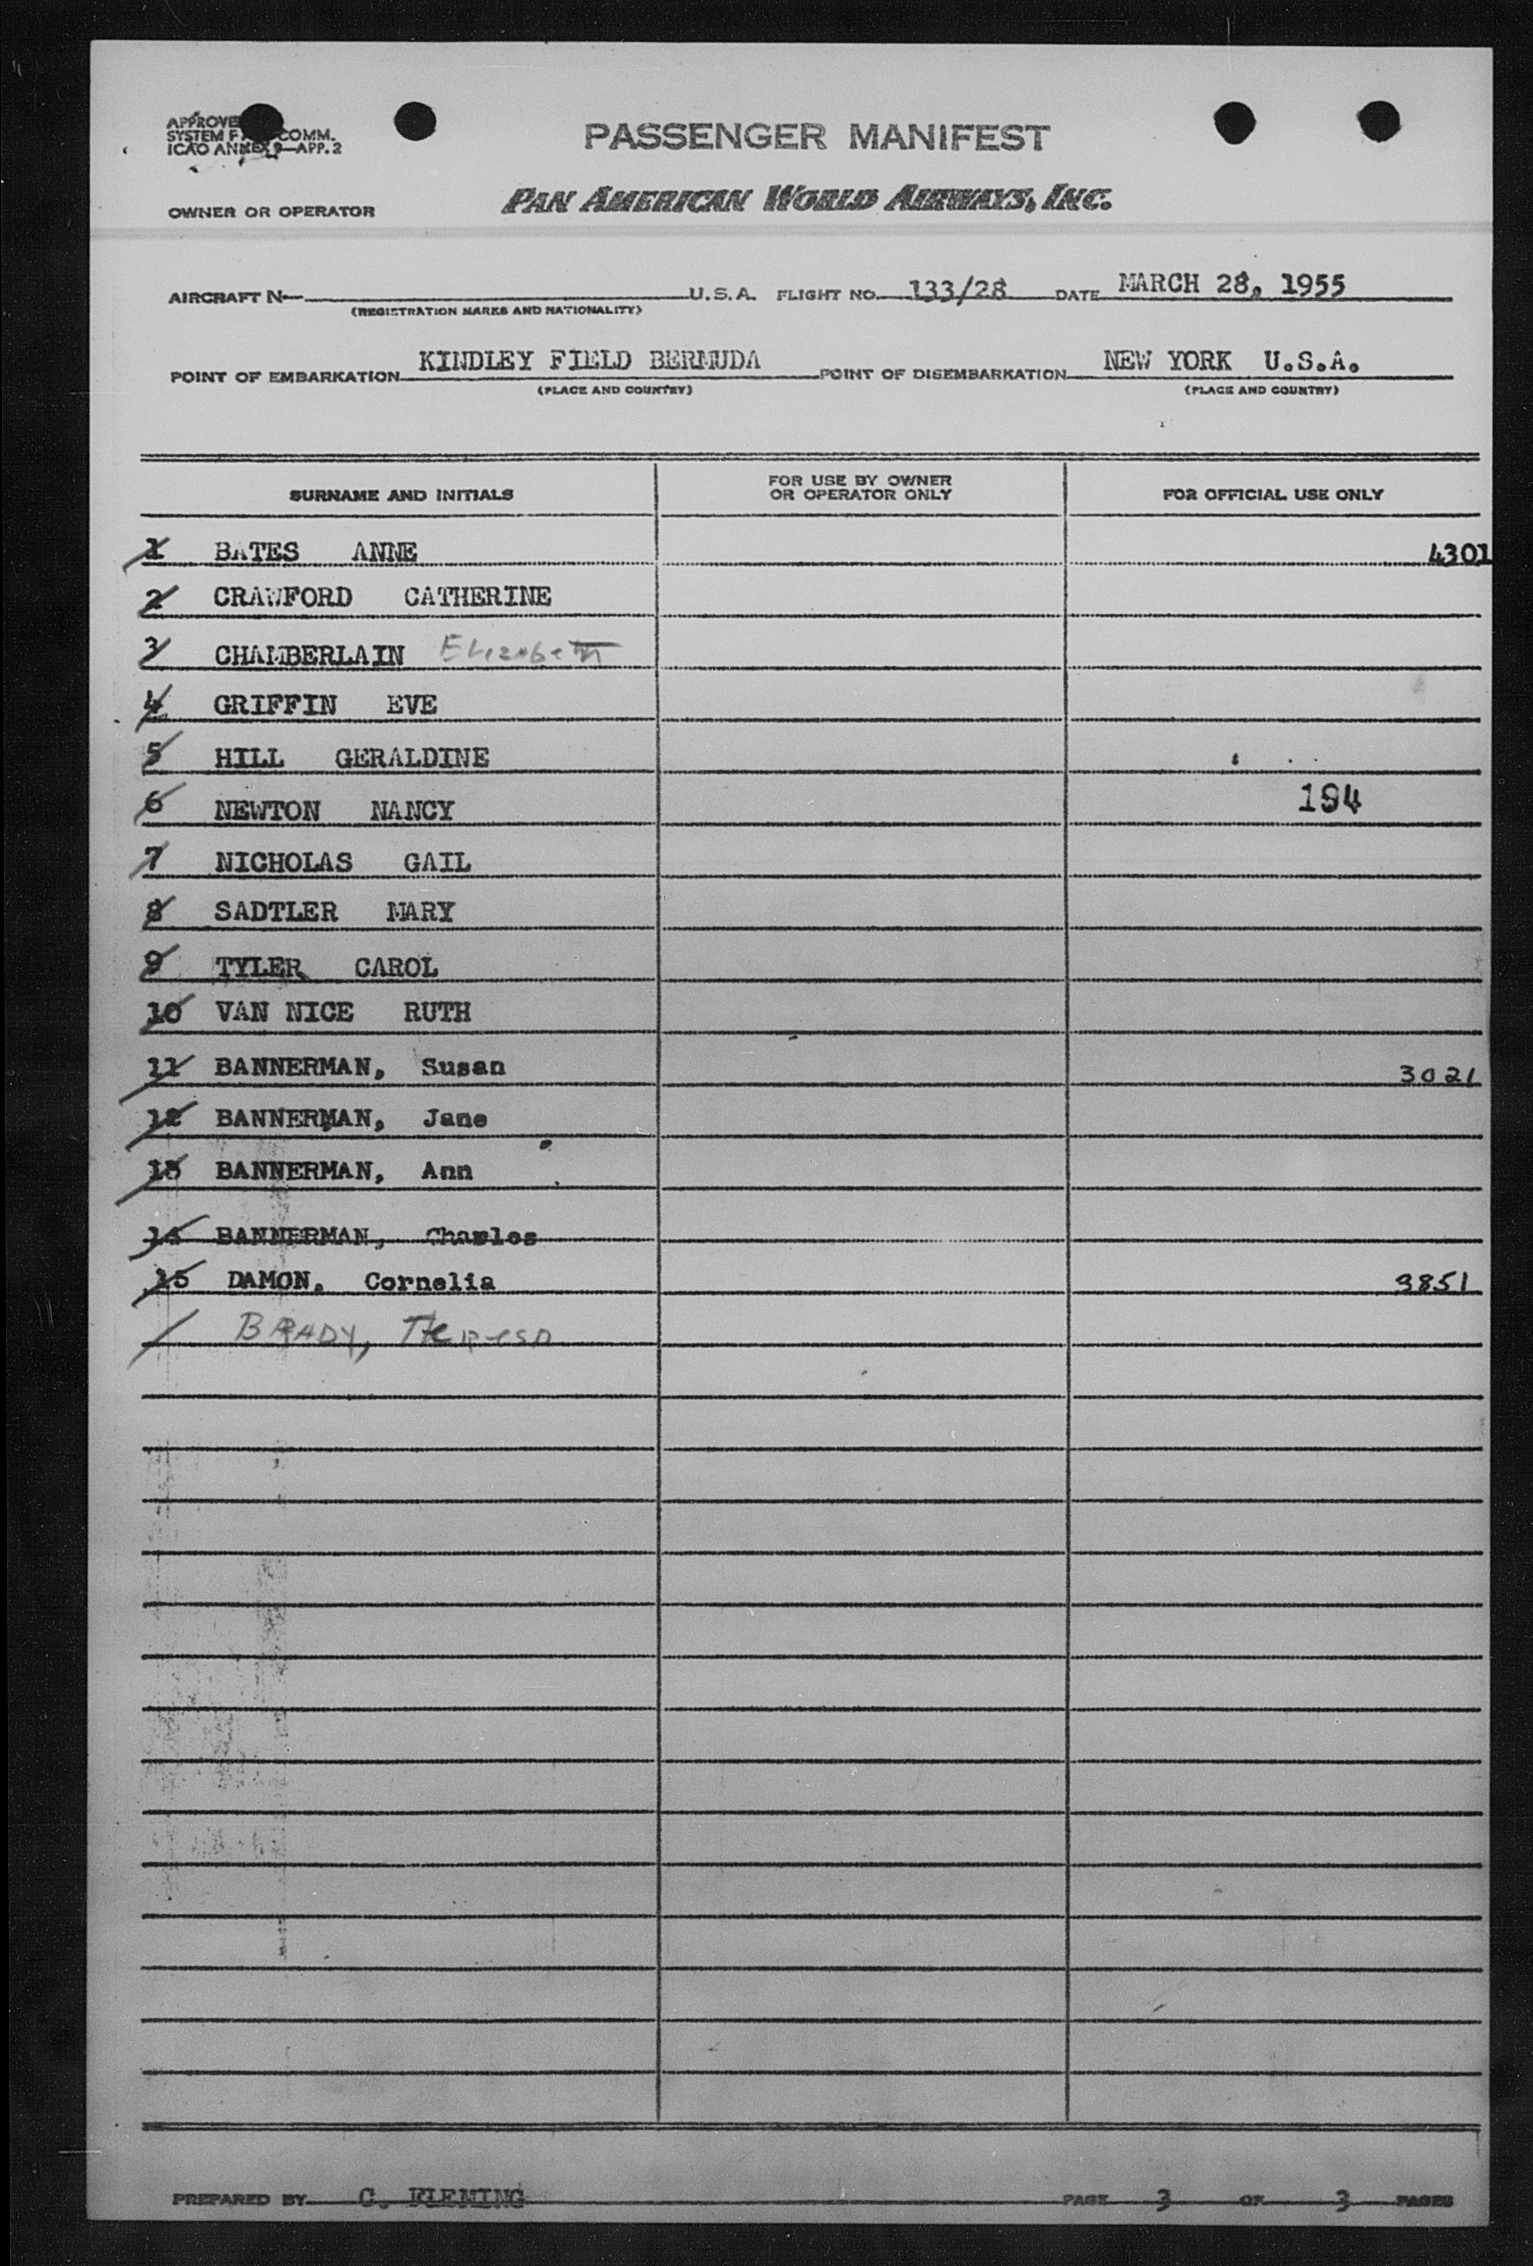 APPROVE
SYSTEM F COMM.
ICAO ANNEX 9—APP. 2
PASSENGER MANIFEST
OWNER OR OPERATOR PAN AMERICAN WORLD AIRWAYS, INC.
AIRCRAFT N— U.S.A. FLIGHT NO. 133/28 DATE MARCH 28, 1955
(REGISTRATION MARKS AND NATIONALITY)
POINT OF EMBARKATION KINDLEY FIELD BERMUDA POINT OF DISEMBARKATION NEW YORK U.S.A.
(PLACE AND COUNTRY) (PLACE AND COUNTRY)
SURNAME AND INITIALS FOR USE BY OWNER OR OPERATOR ONLY FOR OFFICIAL USE ONLY
1 BATES ANNE 4301
2 CRAWFORD CATHERINE
3 CHAMBERLAIN Elizabeth
4 GRIFFIN EVE
5 HILL GERALDINE
6 NEWTON NANCY 194
7 NICHOLAS GAIL
8 SADTLER MARY
9 TYLER CAROL
10 VAN NICE RUTH
11 BANNERMAN, Susan 3021
12 BANNERMAN, Jane
13 BANNERMAN, Ann
14 BANNERMAN, Charles
15 DAMON, Cornelia 3851
BRADY, Theresa
PREPARED BY C. FLEMING PAGE 3 OF 3 PAGES